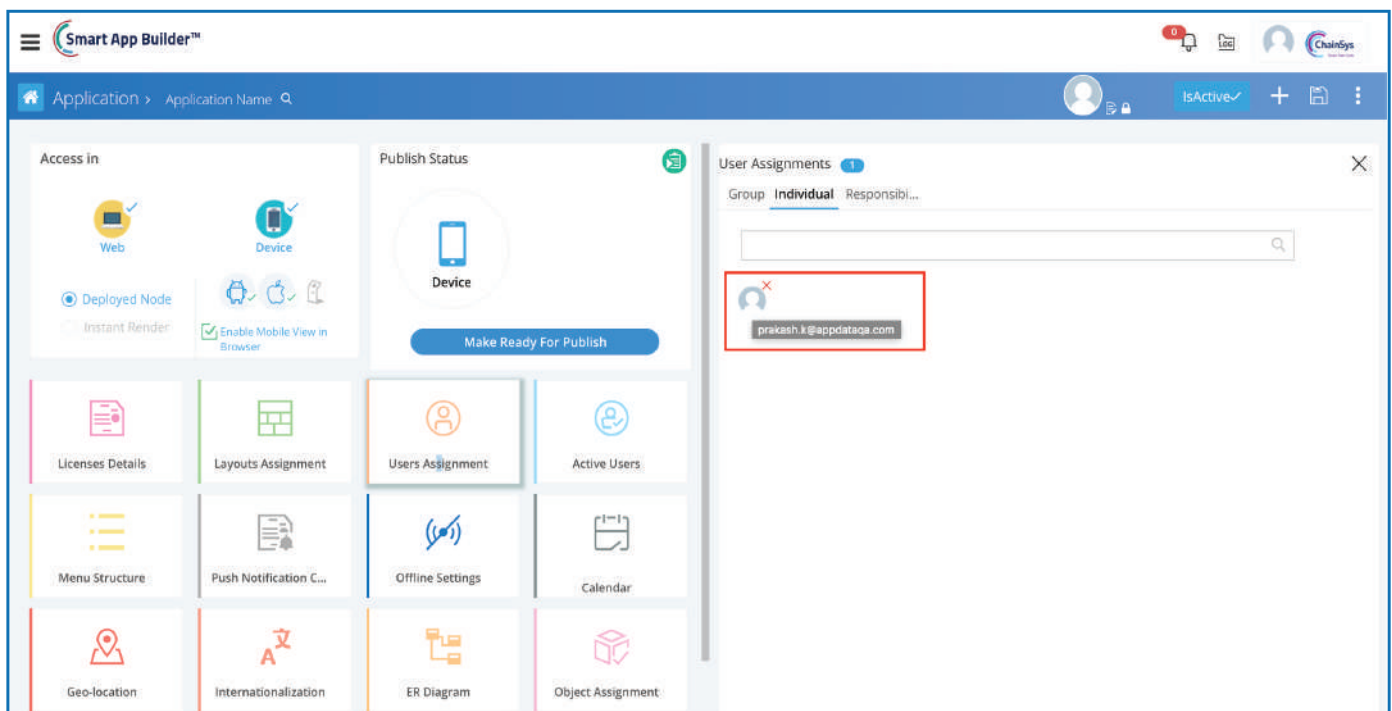 Smart App Builder™
0
LOG
ChainSys
Application > Application Name
IsActive
Access in
Web
Device
Deployed Node
Instant Render
Enable Mobile View in
Browser
Publish Status
Device
Make Ready For Publish
User Assignments 1
Group Individual Responsibi...
prakash.k@appdataqa.com
Licenses Details
Layouts Assignment
Users Assignment
Active Users
Menu Structure
Push Notification C...
Offline Settings
Calendar
Geo-location
Internationalization
ER Diagram
Object Assignment